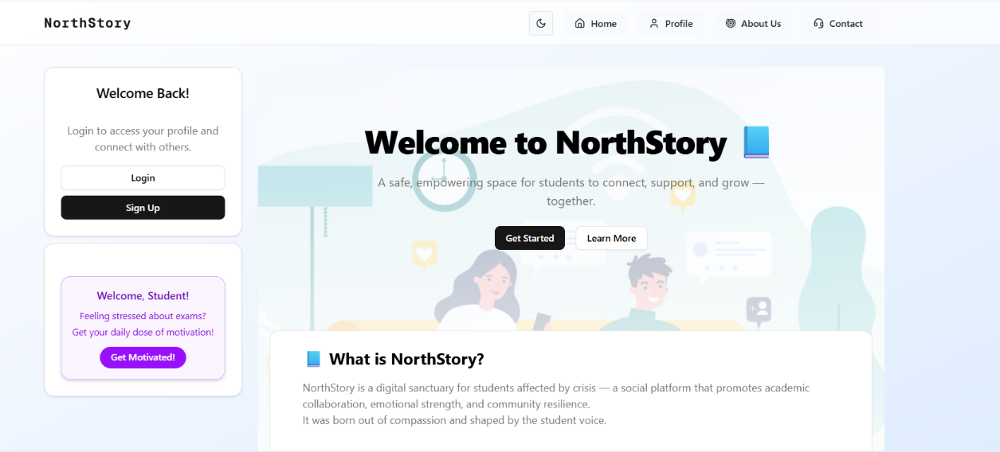 NorthStory
Home
Profile
About Us
Contact
Welcome Back!
Login to access your profile and
connect with others.
Login
Sign Up
Welcome, Student!
Feeling stressed about exams?
Get your daily dose of motivation!
Get Motivated!
Welcome to NorthStory
A safe, empowering space for students to connect, support, and grow —
together.
Get Started
Learn More
What is NorthStory?
NorthStory is a digital sanctuary for students affected by crisis — a social platform that promotes academic
collaboration, emotional strength, and community resilience.
It was born out of compassion and shaped by the student voice.